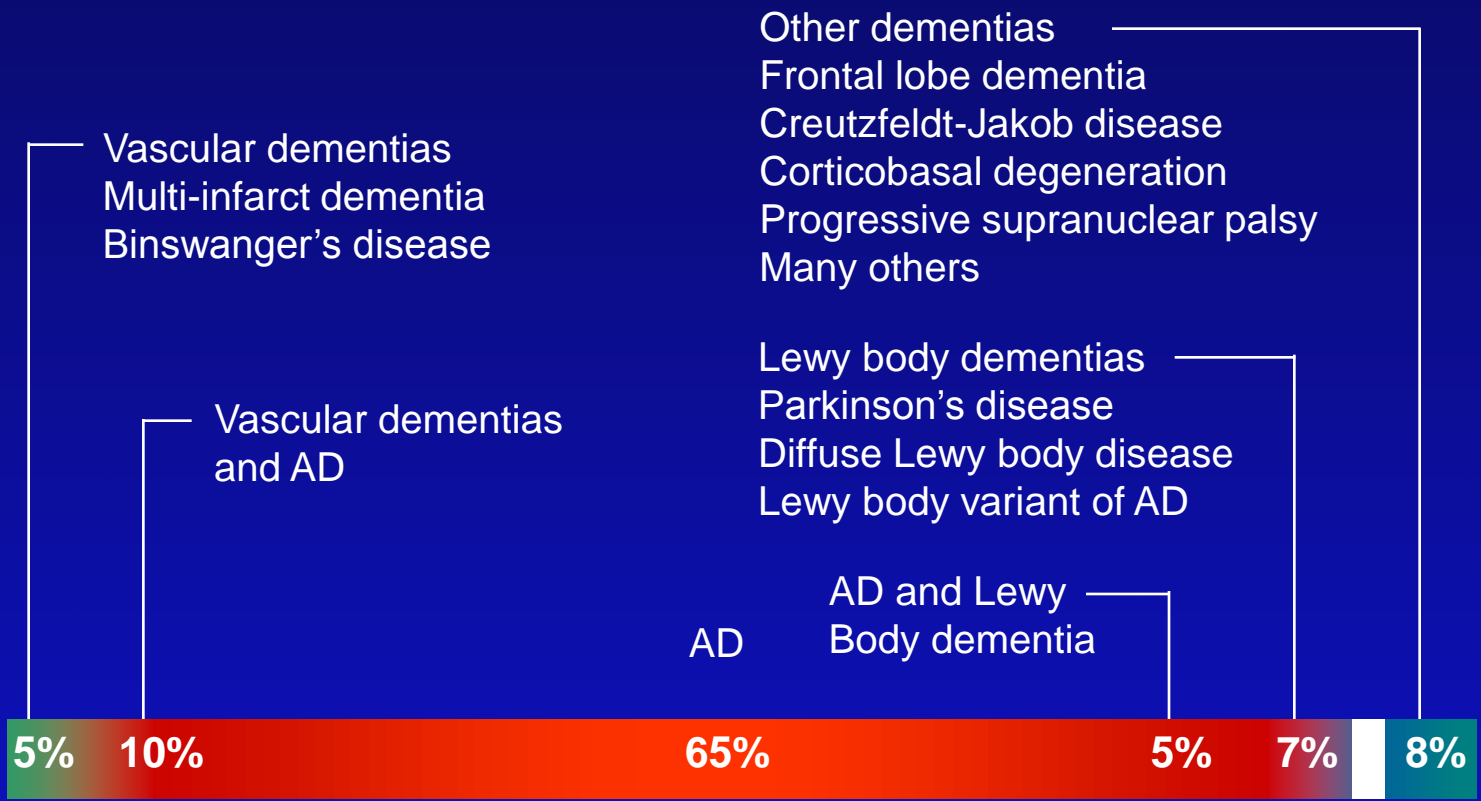 Other dementias
Frontal lobe dementia
Creutzfeldt-Jakob disease
Corticobasal degeneration
Progressive supranuclear palsy
Many others
Vascular dementias
Multi-infarct dementia
Binswanger’s disease
Lewy body dementias
Parkinson’s disease
Diffuse Lewy body disease
Lewy body variant of AD
Vascular dementias
and AD
AD and Lewy
Body dementia
AD
5% 10% 65% 5% 7% 8%